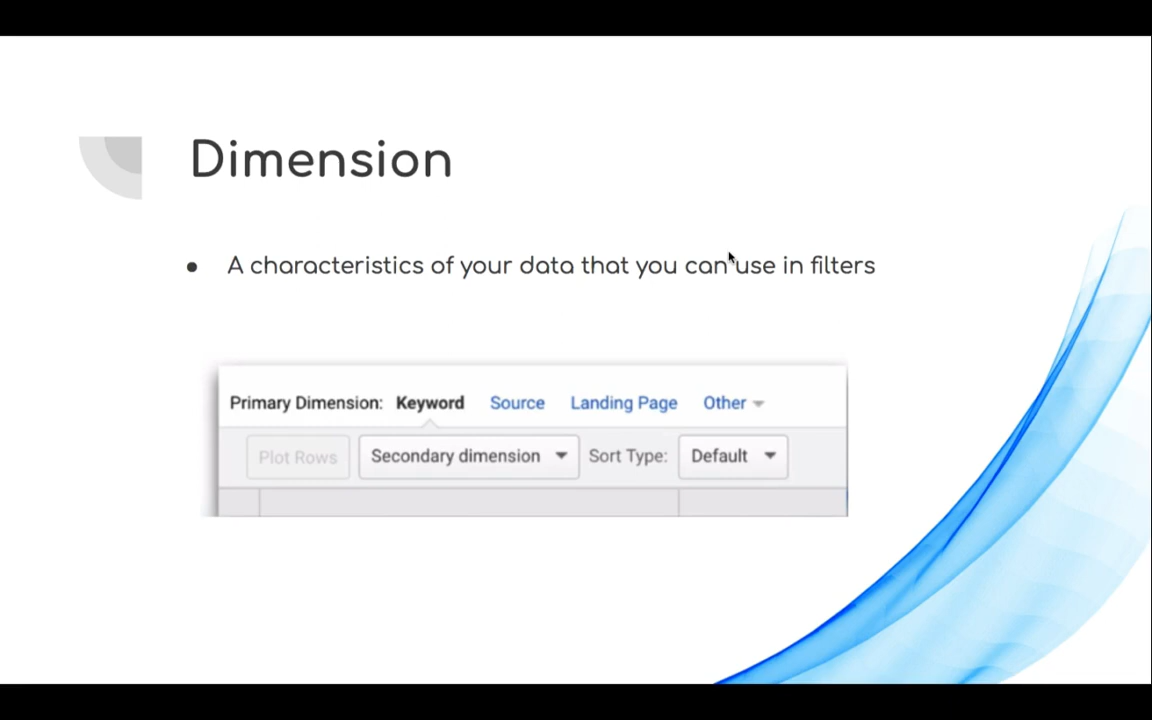 Dimension
● A characteristics of your data that you can use in filters
Primary Dimension: Keyword Source Landing Page Other
Plot Rows Secondary dimension Sort Type: Default